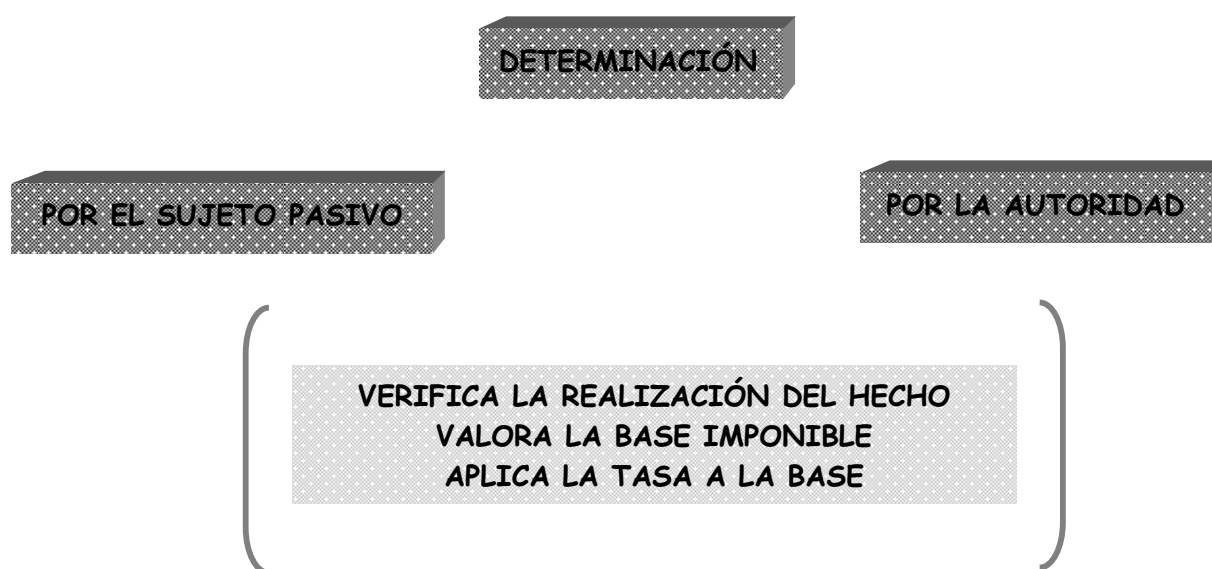 DETERMINACIÓN
POR EL SUJETO PASIVO
POR LA AUTORIDAD
VERIFICA LA REALIZACIÓN DEL HECHO
VALORA LA BASE IMPONIBLE
APLICA LA TASA A LA BASE